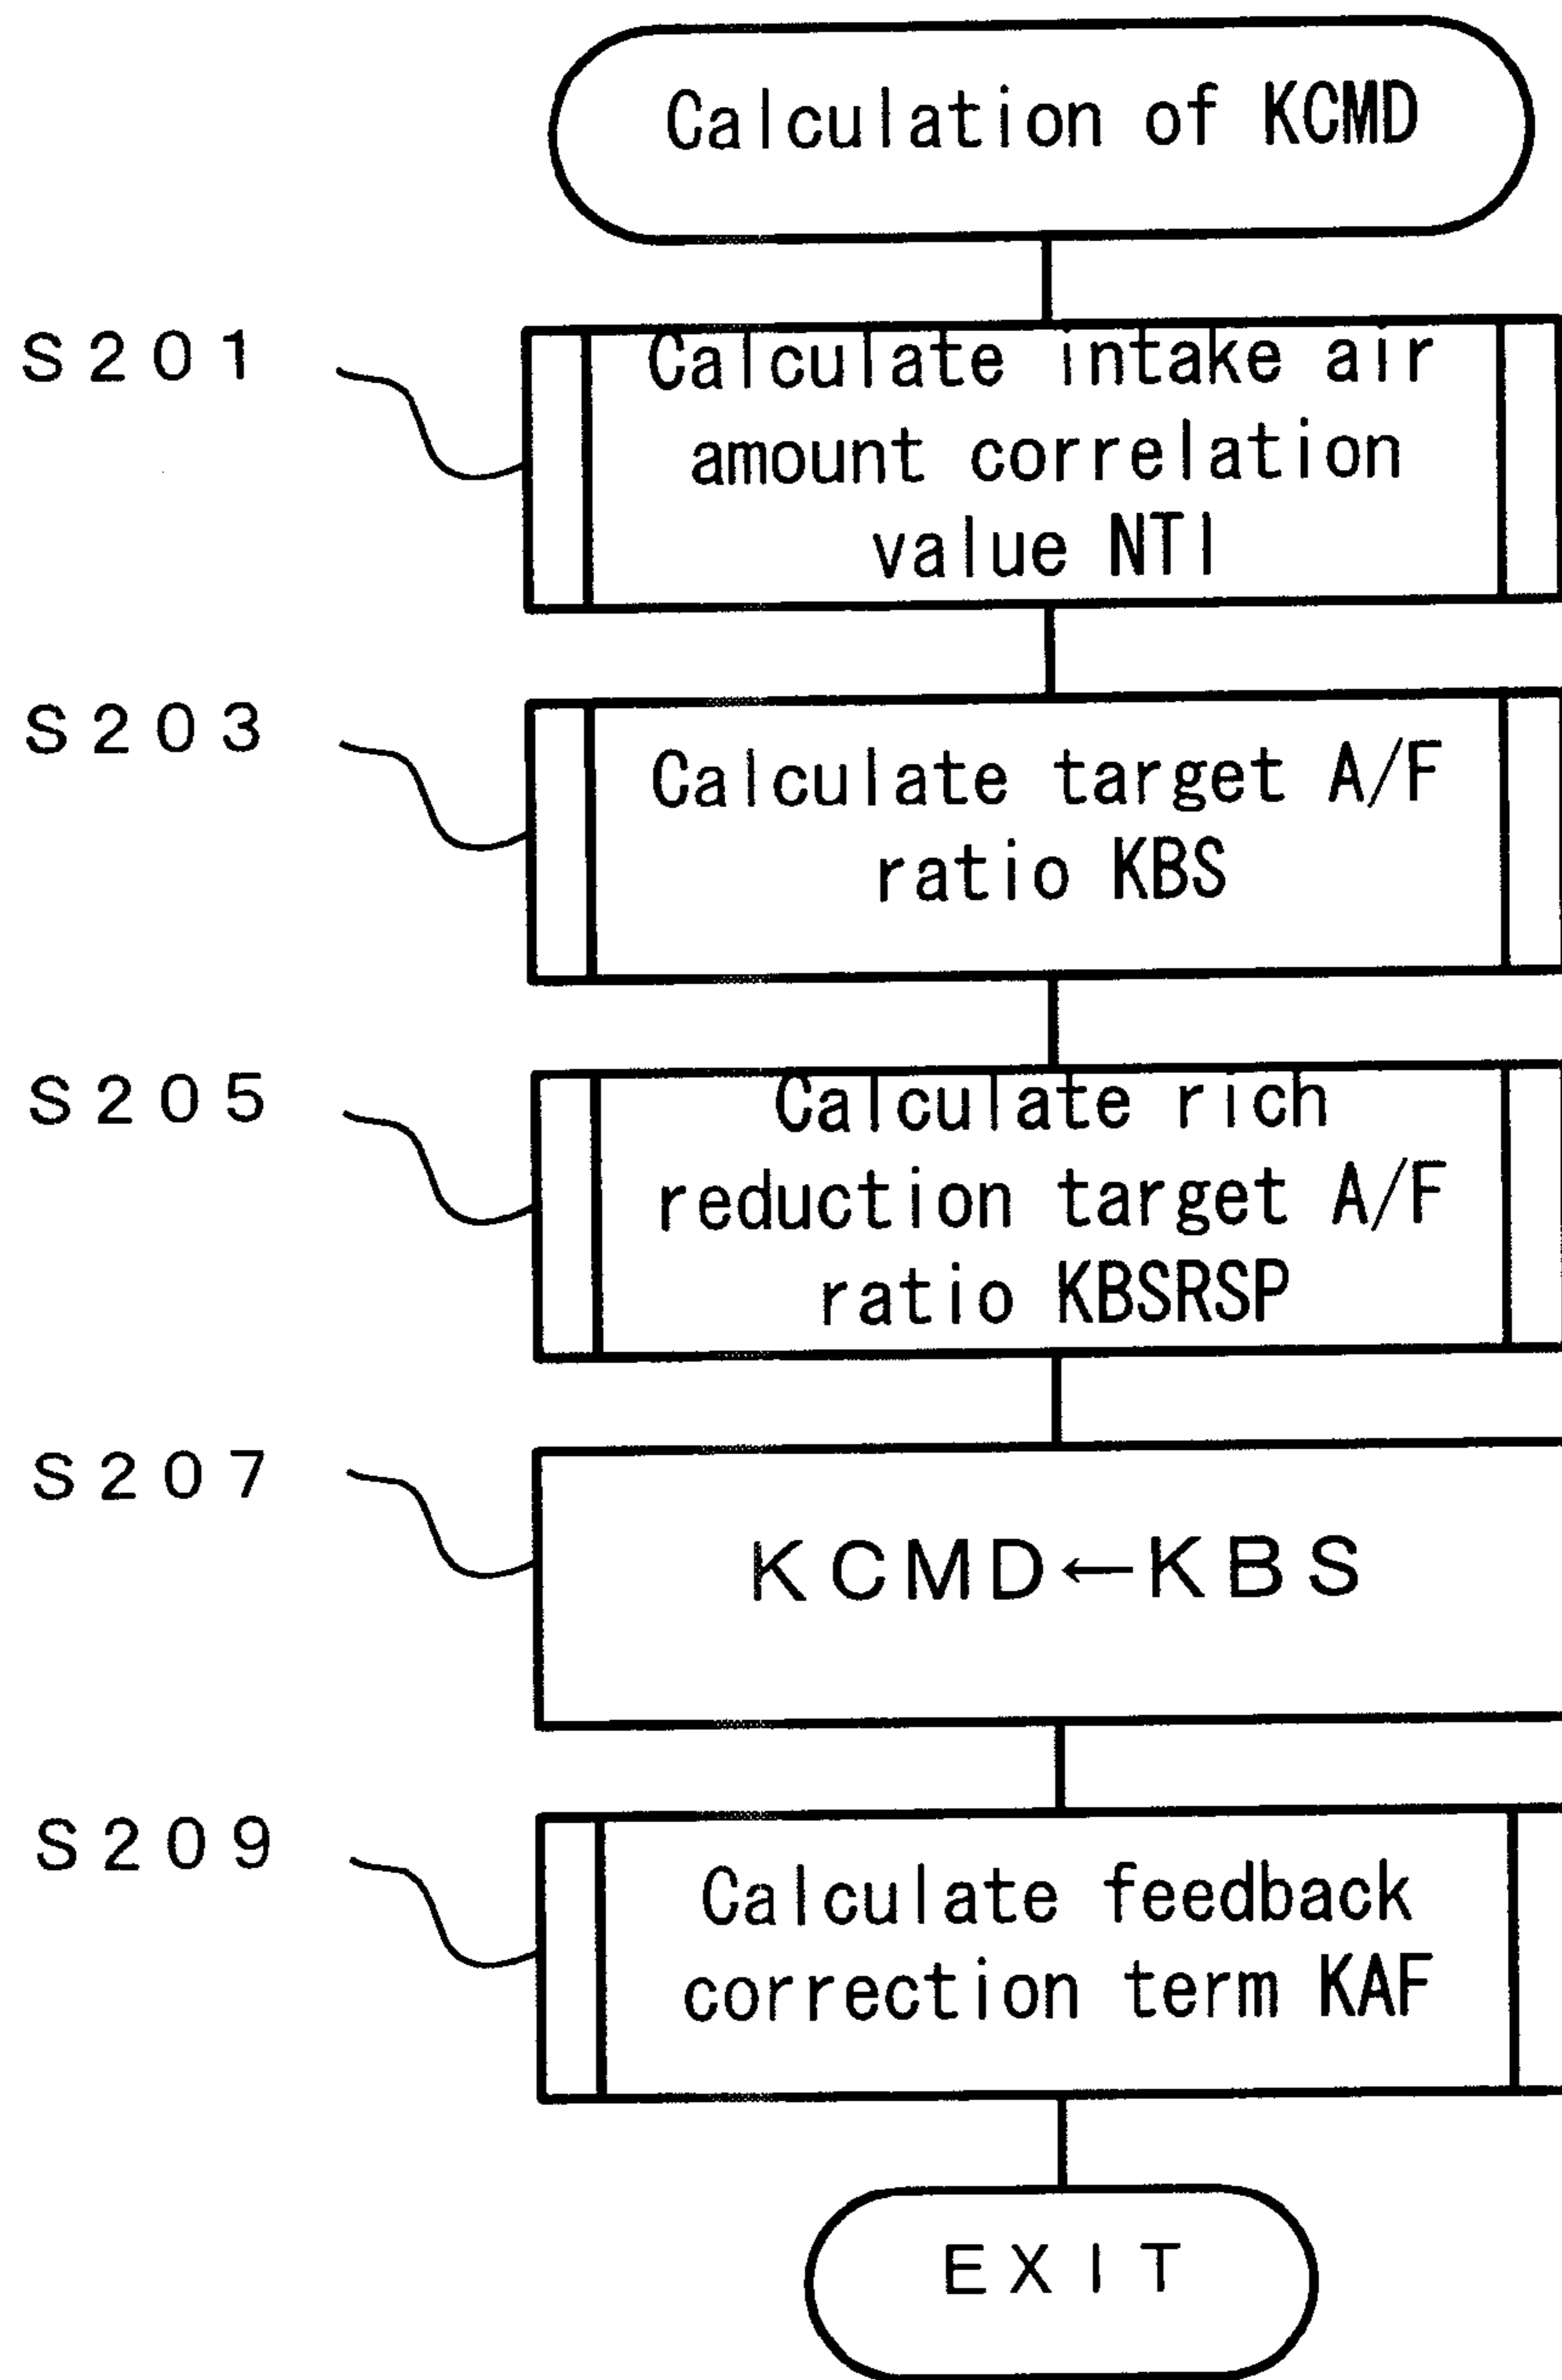 Calculation of KCMD
S201
Calculate intake air
amount correlation
value NTI
S203
Calculate target A/F
ratio KBS
S205
Calculate rich
reduction target A/F
ratio KBSRSP
S207
KCMD←KBS
S209
Calculate feedback
correction term KAF
EXIT